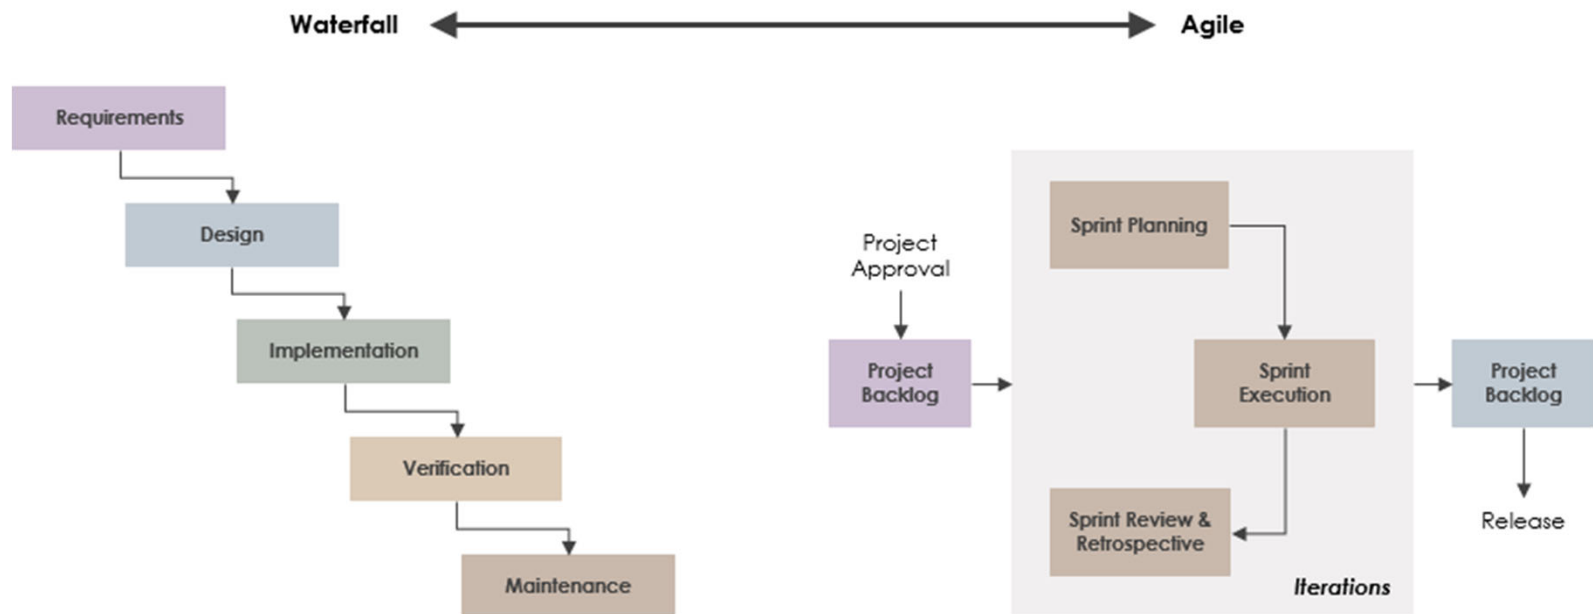 Waterfall
Agile
Requirements
Design
Implementation
Verification
Maintenance
Project
Approval
Project
Backlog
Sprint Planning
Sprint
Execution
Sprint Review &
Retrospective
Iterations
Project
Backlog
Release